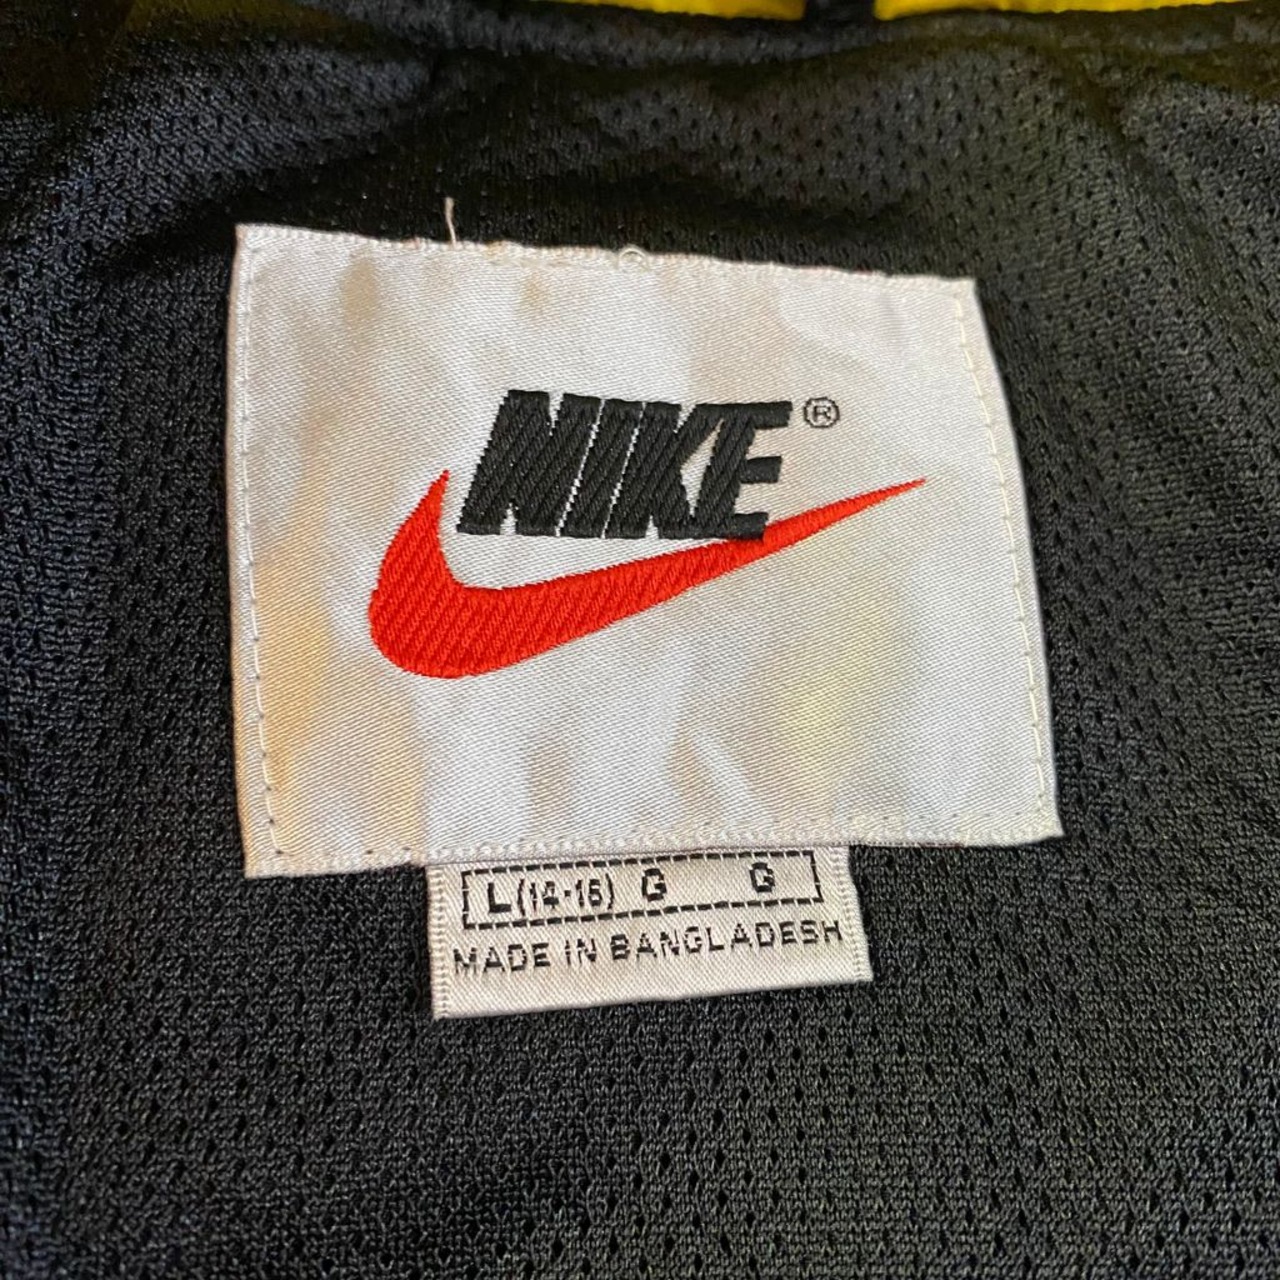 NIKE®
L(14-16) G G
MADE IN BANGLADESH